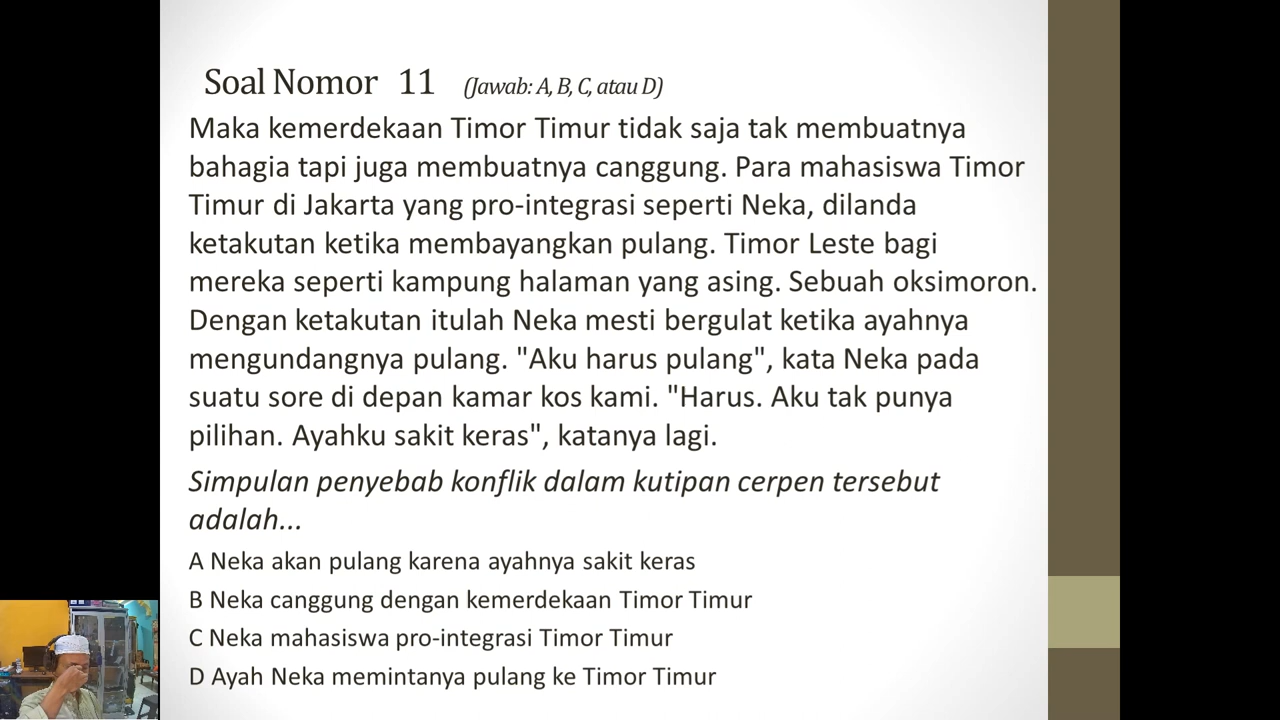 Soal Nomor 11 (Jawab: A, B, C, atau D)
Maka kemerdekaan Timor Timur tidak saja tak membuatnya
bahagia tapi juga membuatnya canggung. Para mahasiswa Timor
Timur di Jakarta yang pro-integrasi seperti Neka, dilanda
ketakutan ketika membayangkan pulang. Timor Leste bagi
mereka seperti kampung halaman yang asing. Sebuah oksimoron.
Dengan ketakutan itulah Neka mesti bergulat ketika ayahnya
mengundangnya pulang. "Aku harus pulang", kata Neka pada
suatu sore di depan kamar kos kami. "Harus. Aku tak punya
pilihan. Ayahku sakit keras", katanya lagi.
Simpulan penyebab konflik dalam kutipan cerpen tersebut
adalah...
A Neka akan pulang karena ayahnya sakit keras
B Neka canggung dengan kemerdekaan Timor Timur
C Neka mahasiswa pro-integrasi Timor Timur
D Ayah Neka memintanya pulang ke Timor Timur